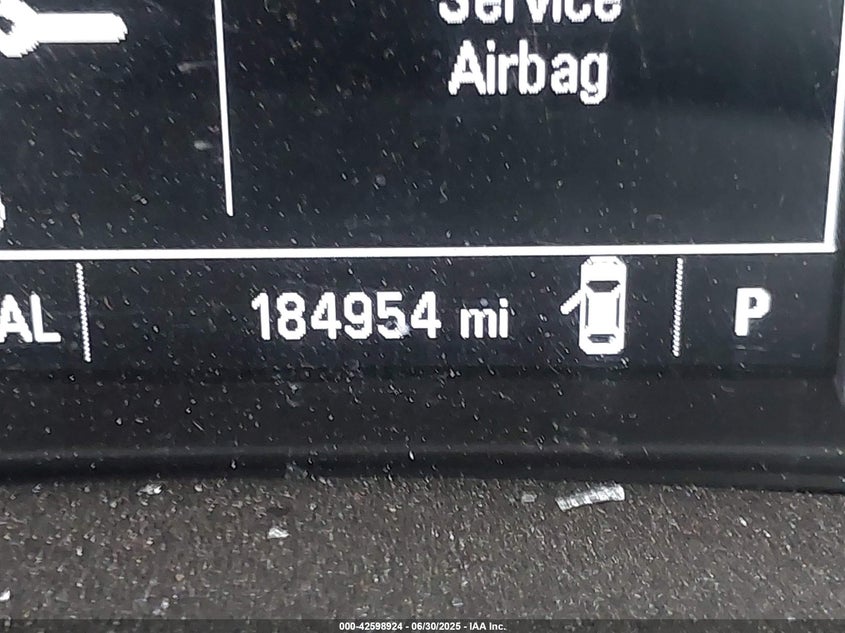 Service
Airbag
AL 184954 mi P
000-42598924 - 06/30/2025 - IAA Inc.